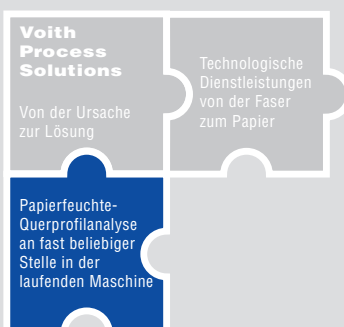 Voith
Process
Solutions
Von der Ursache
zur Lösung
Technologische
Dienstleistungen
von der Faser
zum Papier
Papierfeuchte-
Querprofilanalyse
an fast beliebiger
Stelle in der
laufenden Maschine